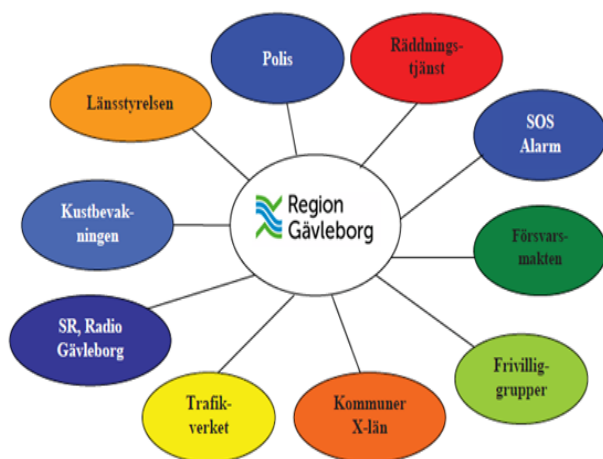 Polis
Räddnings-
tjänst
Länsstyrelsen
SOS
Alarm
Kustbevak-
ningen
Region
Gävleborg
Försvars-
makten
SR, Radio
Gävleborg
Frivillig-
grupper
Trafik-
verket
Kommuner
X-län